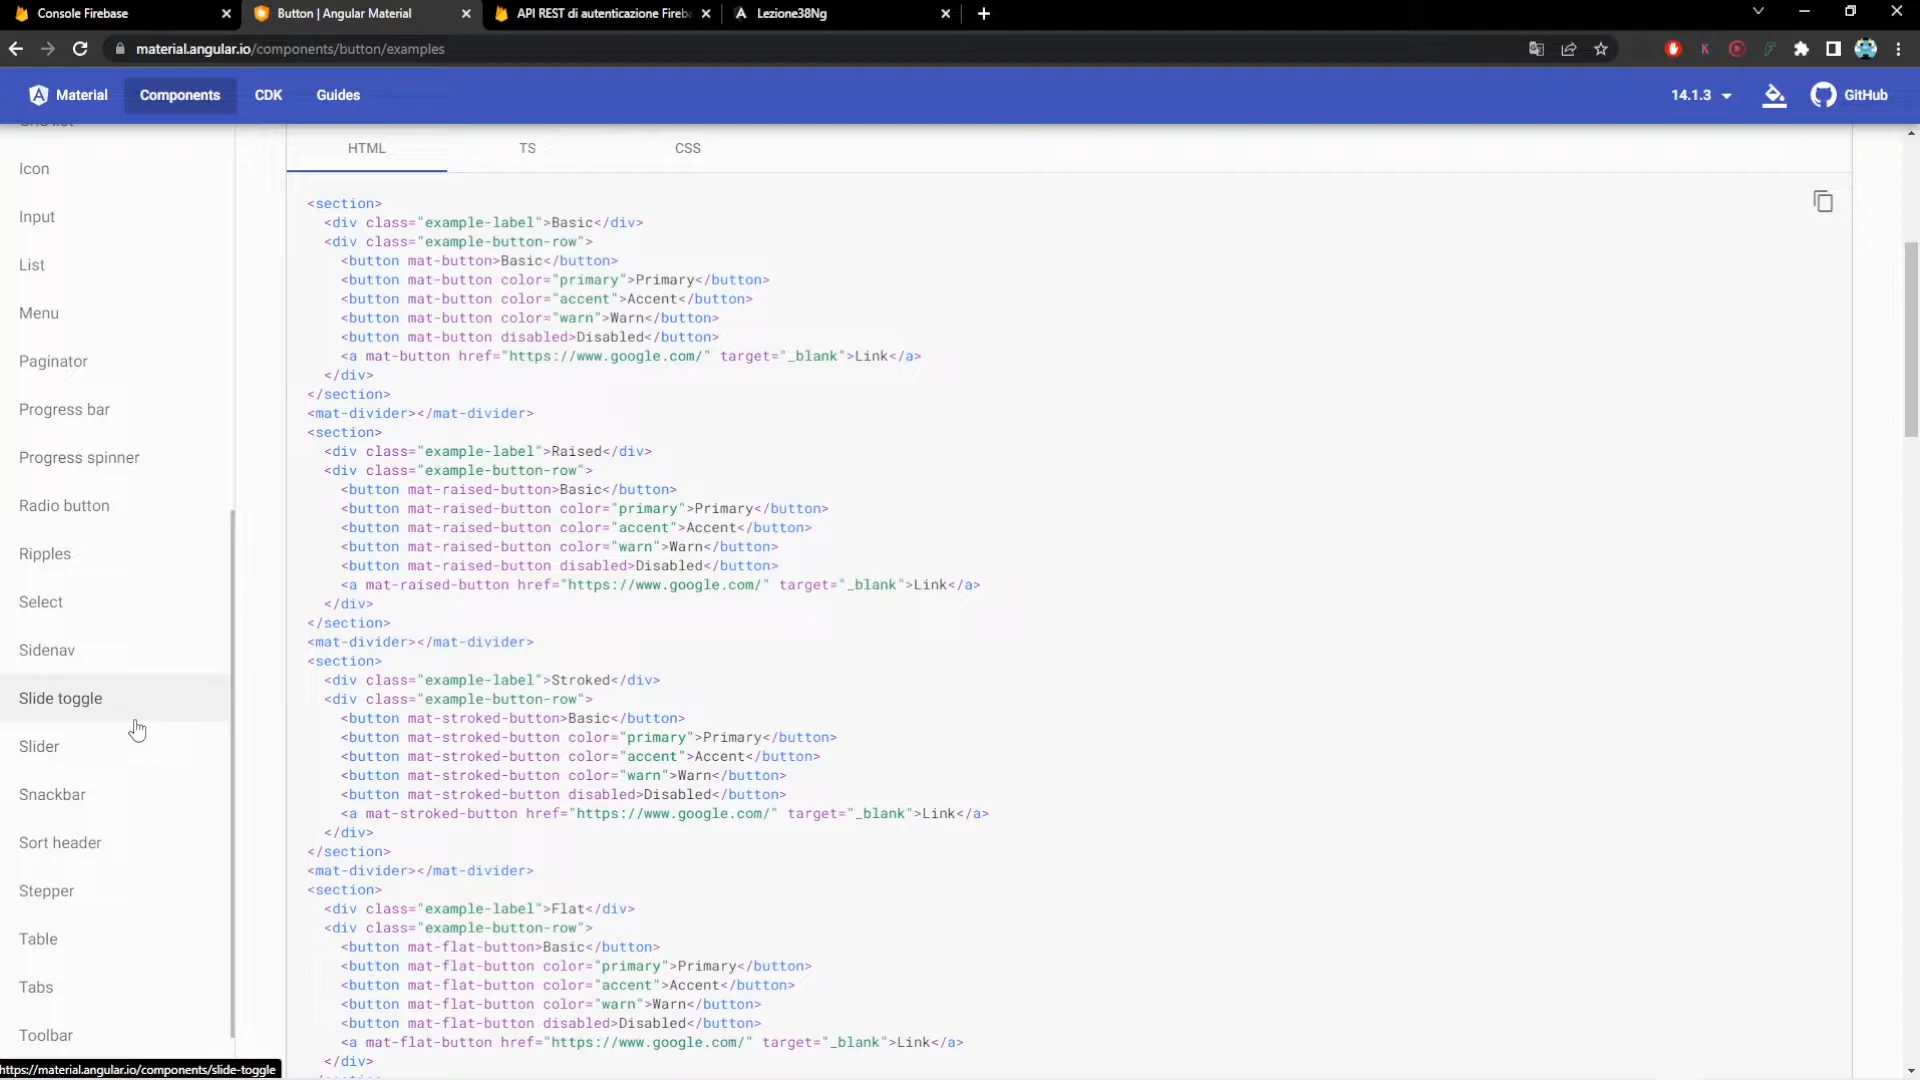 Console Firebase
Button | Angular Material
API REST di autenticazione Fireba
Lezione38Ng
material.angular.io/components/button/examples
Material
Components
CDK
Guides
14.1.3
GitHub
Icon
Input
List
Menu
Paginator
Progress bar
Progress spinner
Radio button
Ripples
Select
Sidenav
Slide toggle
Slider
Snackbar
Sort header
Stepper
Table
Tabs
Toolbar
https://material.angular.io/components/slide-toggle
HTML
TS
CSS
<section>
<div class="example-label">Basic</div>
<div class="example-button-row">
<button mat-button>Basic</button>
<button mat-button color="primary">Primary</button>
<button mat-button color="accent">Accent</button>
<button mat-button color="warn">Warn</button>
<button mat-button disabled>Disabled</button>
<a mat-button href="https://www.google.com/" target="_blank">Link</a>
</div>
</section>
<mat-divider></mat-divider>
<section>
<div class="example-label">Raised</div>
<div class="example-button-row">
<button mat-raised-button>Basic</button>
<button mat-raised-button color="primary">Primary</button>
<button mat-raised-button color="accent">Accent</button>
<button mat-raised-button color="warn">Warn</button>
<button mat-raised-button disabled>Disabled</button>
<a mat-raised-button href="https://www.google.com/" target="_blank">Link</a>
</div>
</section>
<mat-divider></mat-divider>
<section>
<div class="example-label">Stroked</div>
<div class="example-button-row">
<button mat-stroked-button>Basic</button>
<button mat-stroked-button color="primary">Primary</button>
<button mat-stroked-button color="accent">Accent</button>
<button mat-stroked-button color="warn">Warn</button>
<button mat-stroked-button disabled>Disabled</button>
<a mat-stroked-button href="https://www.google.com/" target="_blank">Link</a>
</div>
</section>
<mat-divider></mat-divider>
<section>
<div class="example-label">Flat</div>
<div class="example-button-row">
<button mat-flat-button>Basic</button>
<button mat-flat-button color="primary">Primary</button>
<button mat-flat-button color="accent">Accent</button>
<button mat-flat-button color="warn">Warn</button>
<button mat-flat-button disabled>Disabled</button>
<a mat-flat-button href="https://www.google.com/" target="_blank">Link</a>
</div>